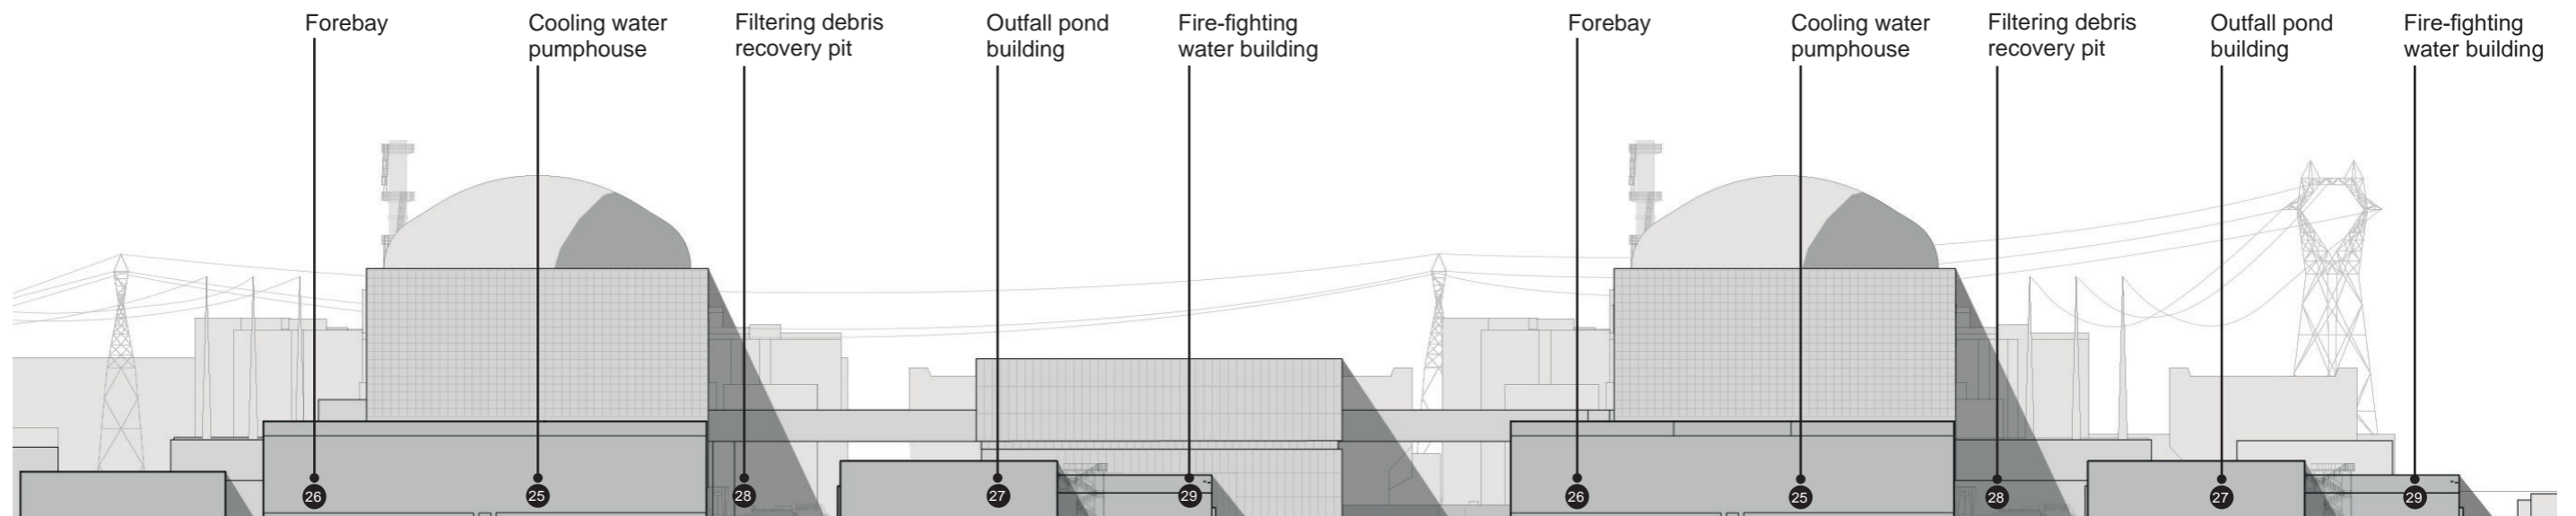 Forebay
Cooling water
pumphouse
Filtering debris
recovery pit
Outfall pond
building
Fire-fighting
water building
Forebay
Cooling water
pumphouse
Filtering debris
recovery pit
Outfall pond
building
Fire-fighting
water building
26
25
28
27
29
26
25
28
27
29